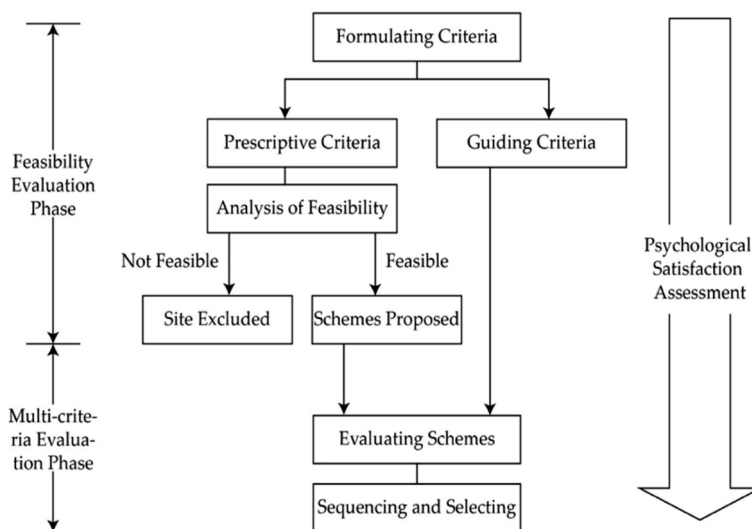 Formulating Criteria
Prescriptive Criteria
Guiding Criteria
Feasibility
Evaluation
Phase
Analysis of Feasibility
Not Feasible
Feasible
Psychological
Satisfaction
Assessment
Site Excluded
Schemes Proposed
Multi-crite-
ria Evalua-
tion Phase
Evaluating Schemes
Sequencing and Selecting